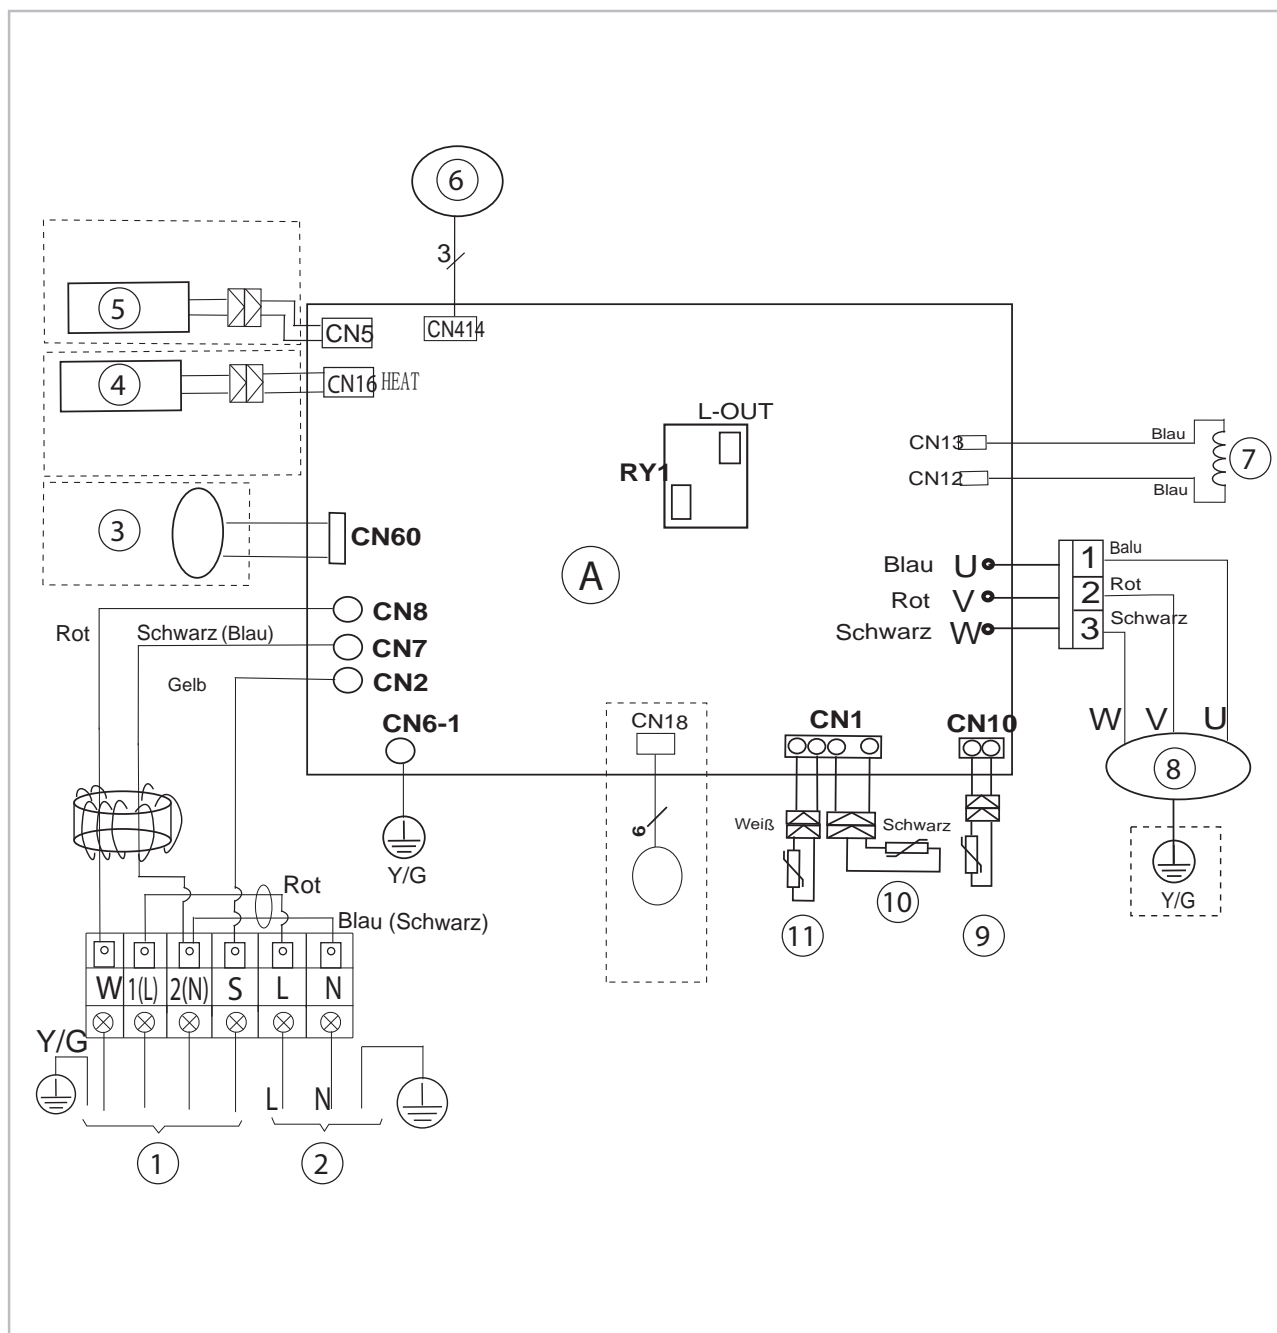 6
3
5
CN5
CN414
4
CN16 HEAT
L-OUT
RY1
CN13
Blau
7
CN12
Blau
3
CN60
A
Blau U
1
Balu
Rot V
2
Rot
Schwarz W
3
Schwarz
CN8
Rot
Schwarz (Blau)
CN7
Gelb
CN2
CN6-1
CN18
CN1
CN10
W V U
8
6
Weiß
Schwarz
Y/G
Y/G
Rot
10
Blau (Schwarz)
11
9
W 1(L) 2(N) S L N
Y/G
L N
1
2